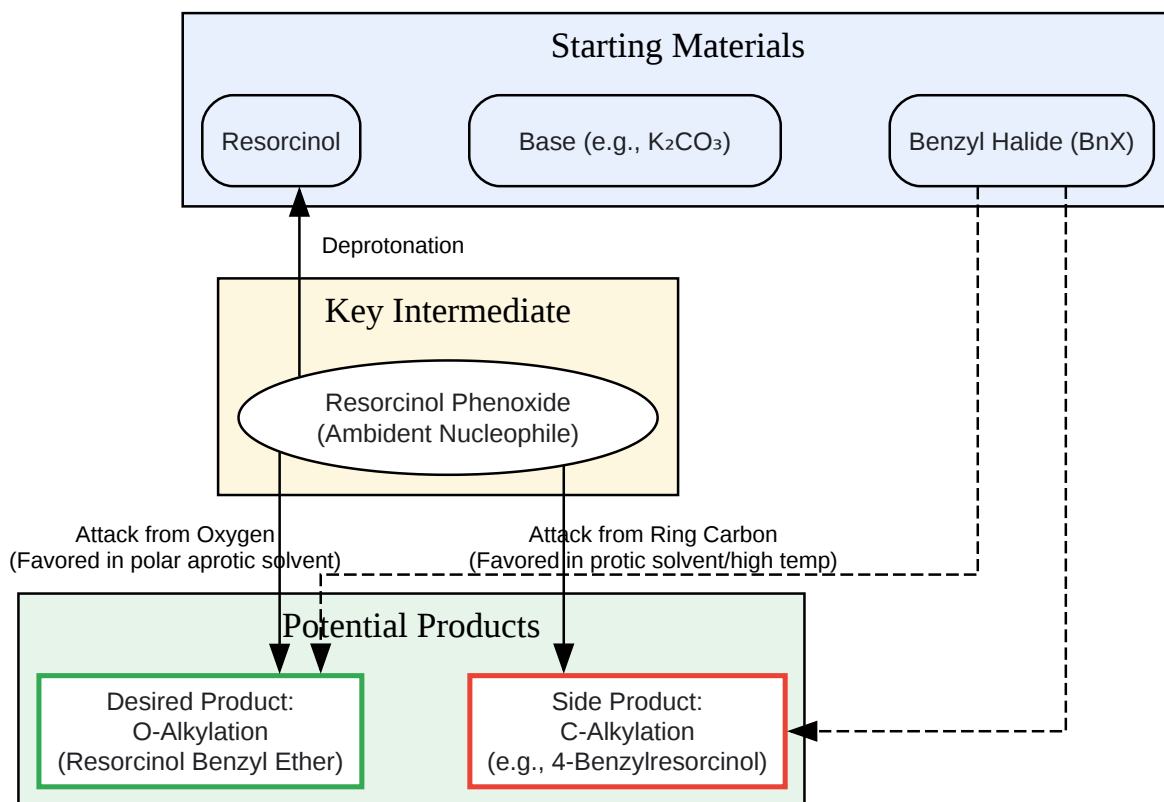 Starting Materials
Resorcinol
Base (e.g., K₂CO₃)
Benzyl Halide (BnX)
Deprotonation
Key Intermediate
Resorcinol Phenoxide
(Ambident Nucleophile)
Attack from Oxygen
(Favored in polar aprotic solvent)
Attack from Ring Carbon
(Favored in protic solvent/high temp)
Potential Products
Desired Product:
O-Alkylation
(Resorcinol Benzyl Ether)
Side Product:
C-Alkylation
(e.g., 4-Benzylresorcinol)